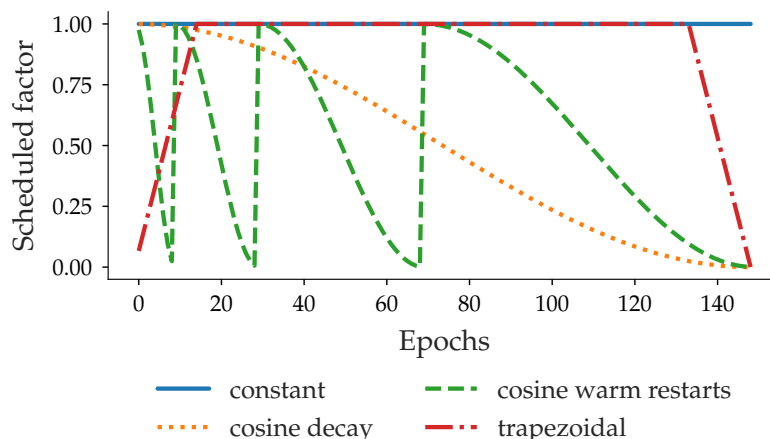 1.00
0.75
0.50
0.25
0.00
Scheduled factor
0 20 40 60 80 100 120 140
Epochs
constant cosine warm restarts
cosine decay trapezoidal